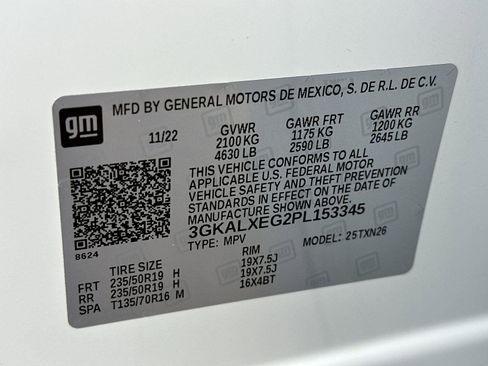 gm
MFD BY GENERAL MOTORS DE MEXICO, S. DE R.L. DE C.V.
11/22 GVWR GAWR FRT GAWR RR
2100 KG 1175 KG 1200 KG
4630 LB 2590 LB 2645 LB
THIS VEHICLE CONFORMS TO ALL
APPLICABLE U.S. FEDERAL MOTOR
VEHICLE SAFETY AND THEFT PREVENTION
STANDARDS IN EFFECT ON THE DATE OF
MANUFACTURE SHOWN ABOVE.
3GKALXEG2PL153345
8624 TYPE: MPV MODEL: 25TXN26
TIRE SIZE RIM
FRT 235/50R19 H 19X7.5J
RR 235/50R19 H 19X7.5J
SPA T135/70R16 M 16X4BT